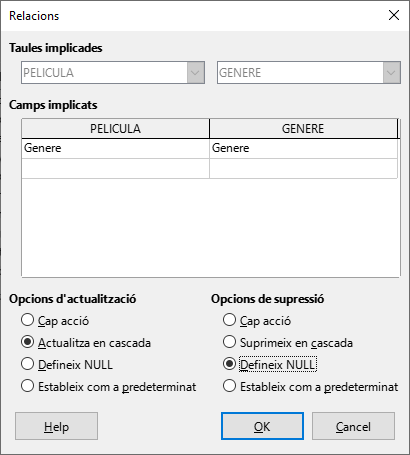 Relacions
Taules implicades
PELICULA GENERE
Camps implicats
PELICULA GENERE
Genere Genere
Opcions d'actualització Opcions de supressió
Cap acció Cap acció
Actualitza en cascada Suprimeix en cascada
Defineix NULL Defineix NULL
Estableix com a predeterminat Estableix com a predeterminat
Help OK Cancel